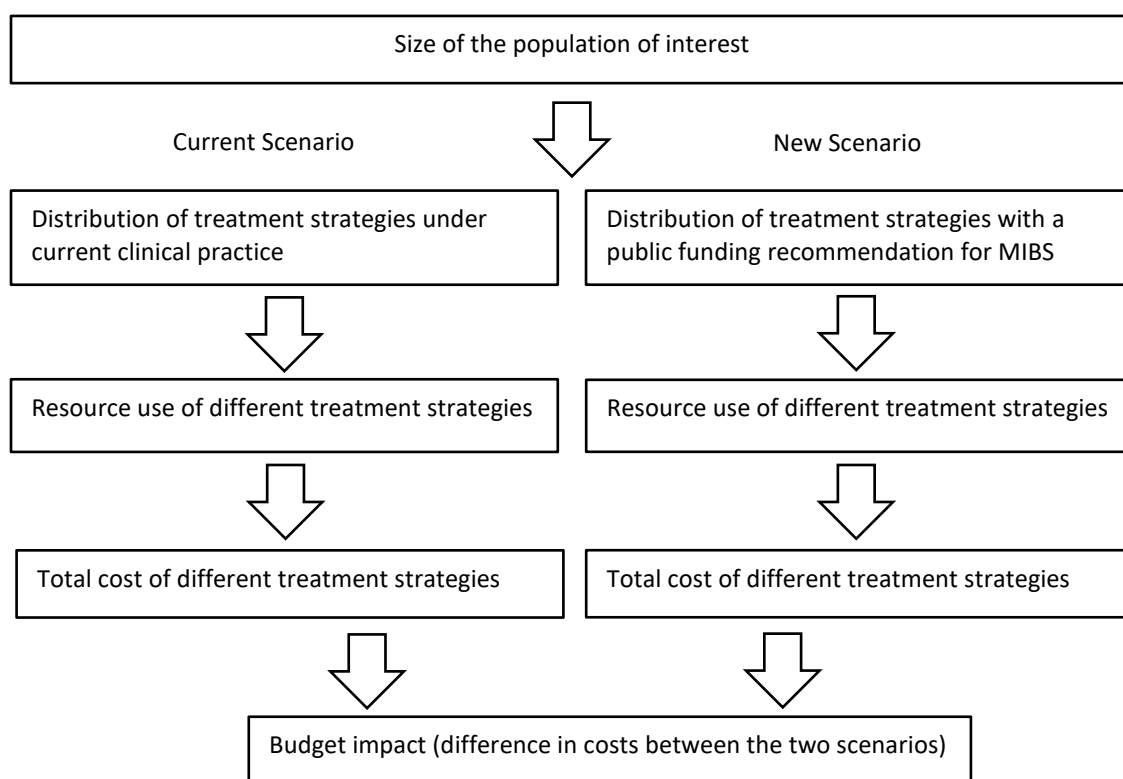 Size of the population of interest
Current Scenario
New Scenario
Distribution of treatment strategies under
current clinical practice
Distribution of treatment strategies with a
public funding recommendation for MIBS
Resource use of different treatment strategies
Resource use of different treatment strategies
Total cost of different treatment strategies
Total cost of different treatment strategies
Budget impact (difference in costs between the two scenarios)